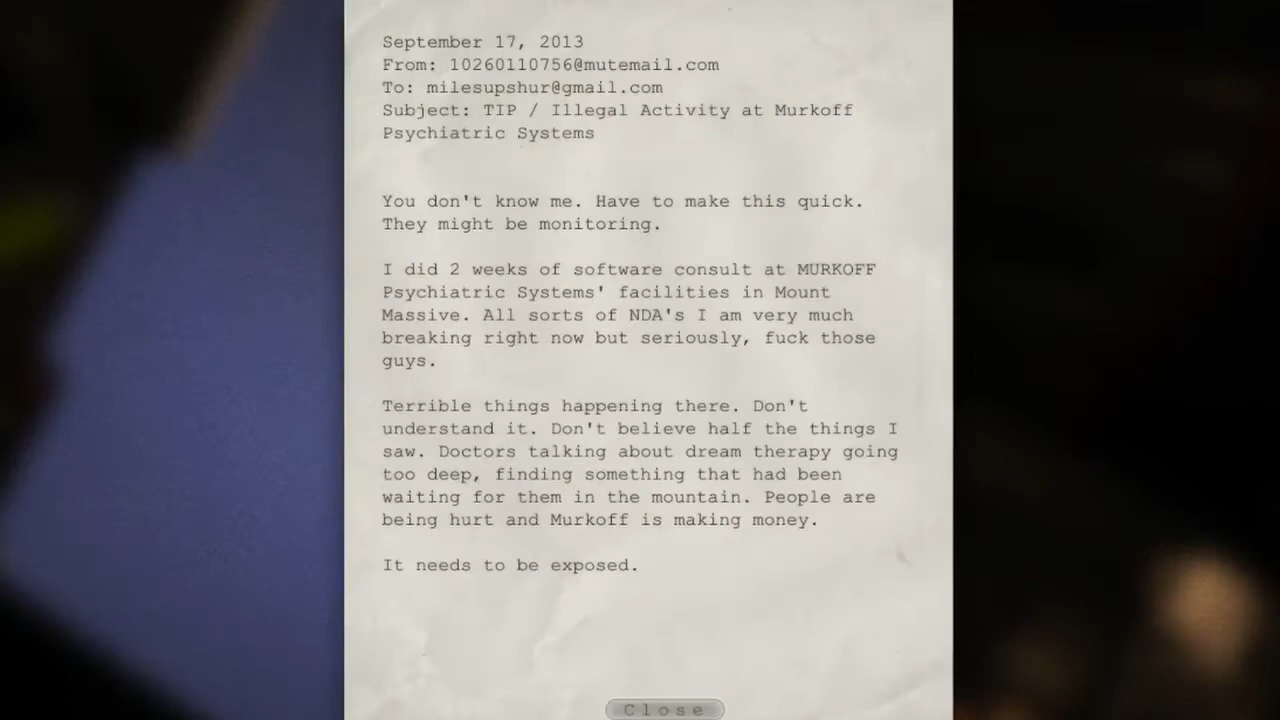 September 17, 2013
From: 10260110756@mutemail.com
To: milesupshur@gmail.com
Subject: TIP / Illegal Activity at Murkoff
Psychiatric Systems
You don't know me. Have to make this quick.
They might be monitoring.
I did 2 weeks of software consult at MURKOFF
Psychiatric Systems' facilities in Mount
Massive. All sorts of NDA's I am very much
breaking right now but seriously, fuck those
guys.
Terrible things happening there. Don't
understand it. Don't believe half the things I
saw. Doctors talking about dream therapy going
too deep, finding something that had been
waiting for them in the mountain. People are
being hurt and Murkoff is making money.
It needs to be exposed.
Close